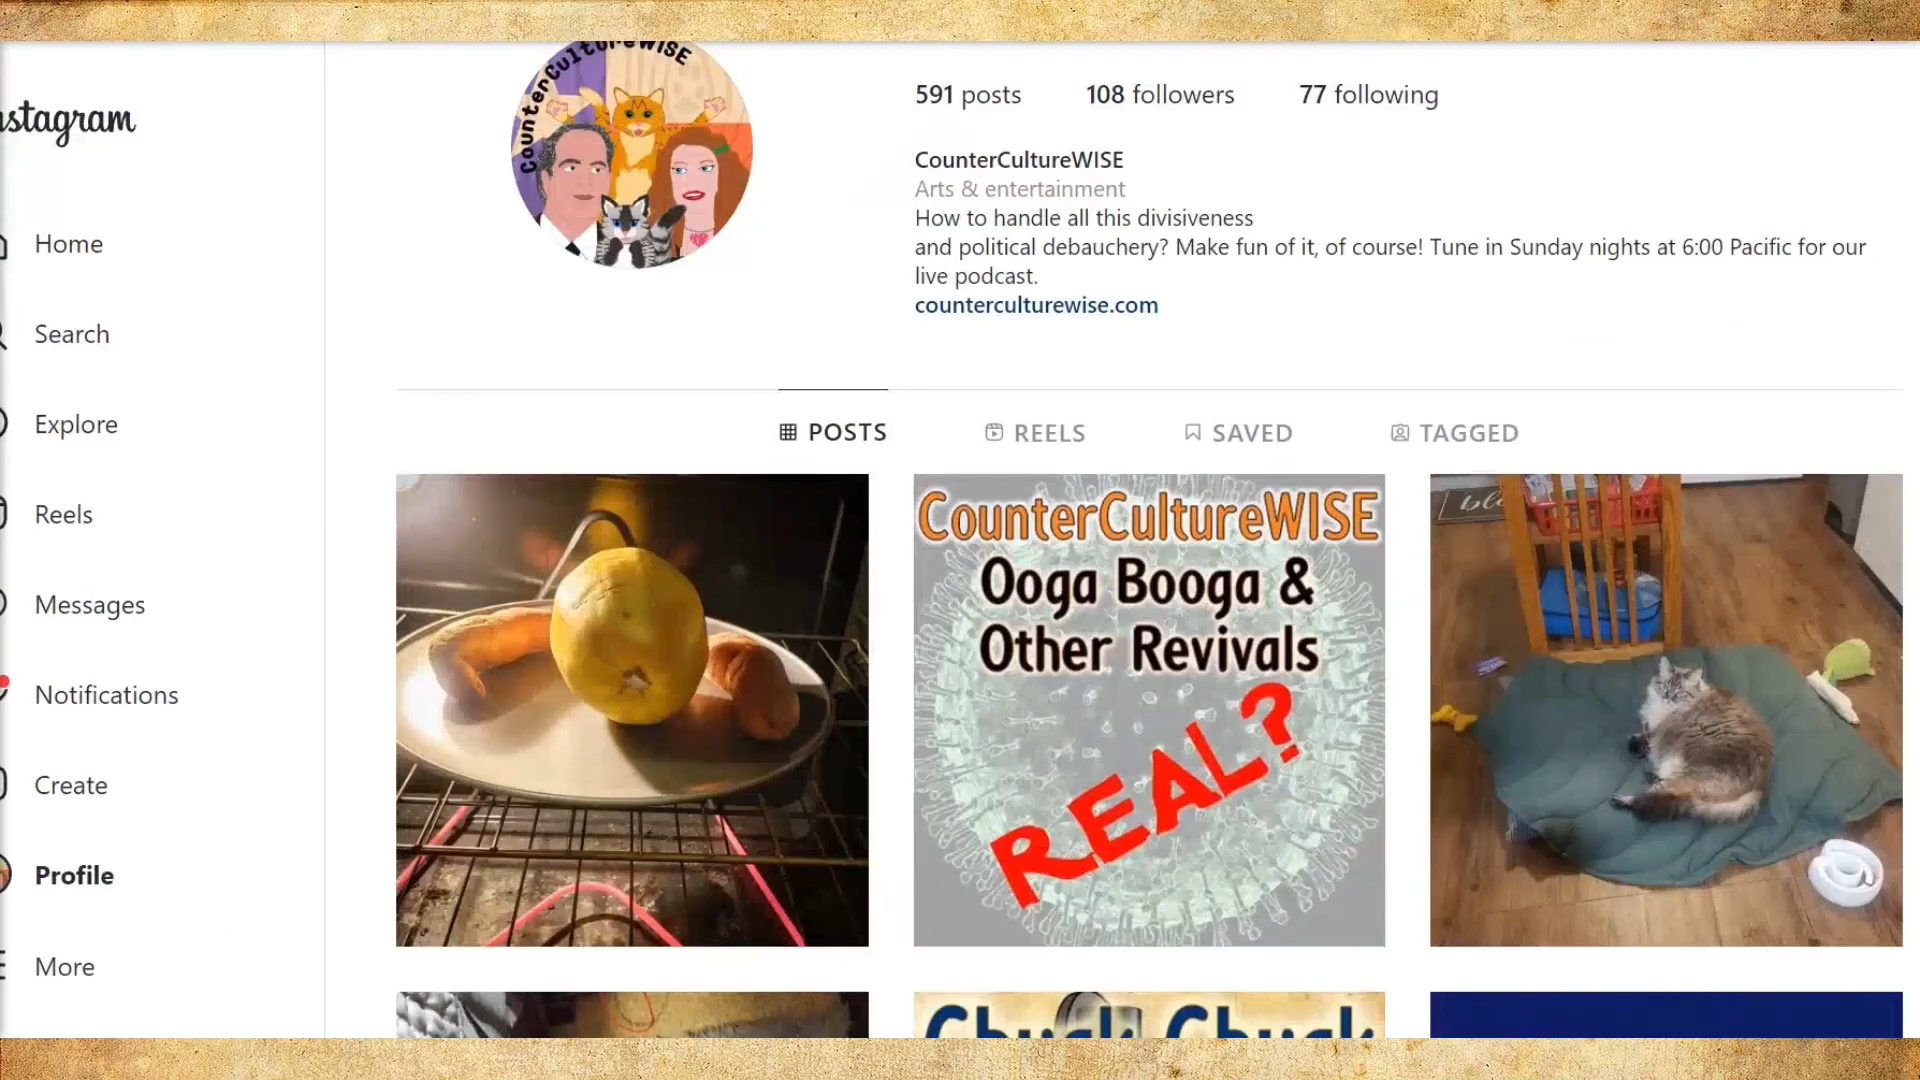 nstagram
Home
Search
Explore
Reels
Messages
Notifications
Create
Profile
More
CounterCultureWISE
591 posts
108 followers
77 following
CounterCultureWISE
Arts & entertainment
How to handle all this divisiveness
and political debauchery? Make fun of it, of course! Tune in Sunday nights at 6:00 Pacific for our
live podcast.
counterculturewise.com
POSTS
REELS
SAVED
TAGGED
CounterCultureWISE
Ooga Booga &
Other Revivals
REAL?
Chuck Chuck